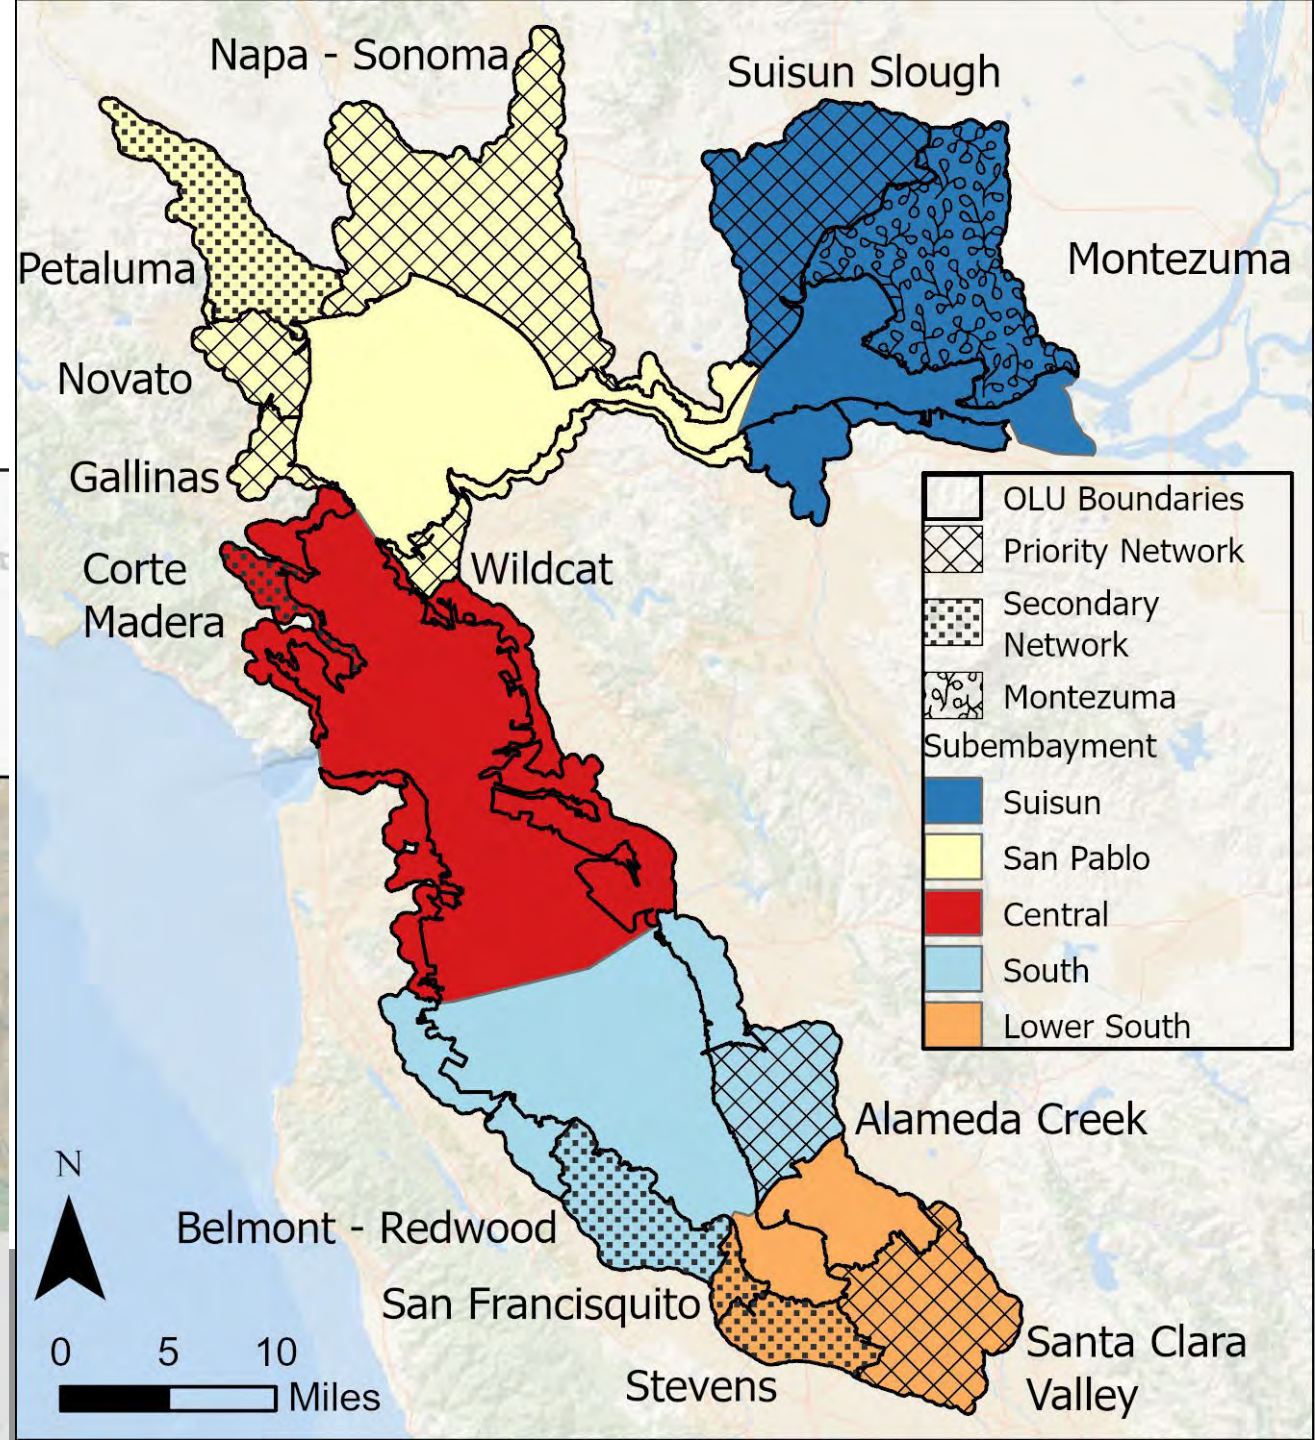 Napa - Sonoma
Suisun Slough
Petaluma
Montezuma
Novato
Gallinas
Corte
Madera
Wildcat
OLU Boundaries
Priority Network
Secondary
Network
Montezuma
Subembayment
Suisun
San Pablo
Central
South
Lower South
Alameda Creek
Belmont - Redwood
San Francisquito
Stevens
Santa Clara
Valley
N
0 5 10
Miles